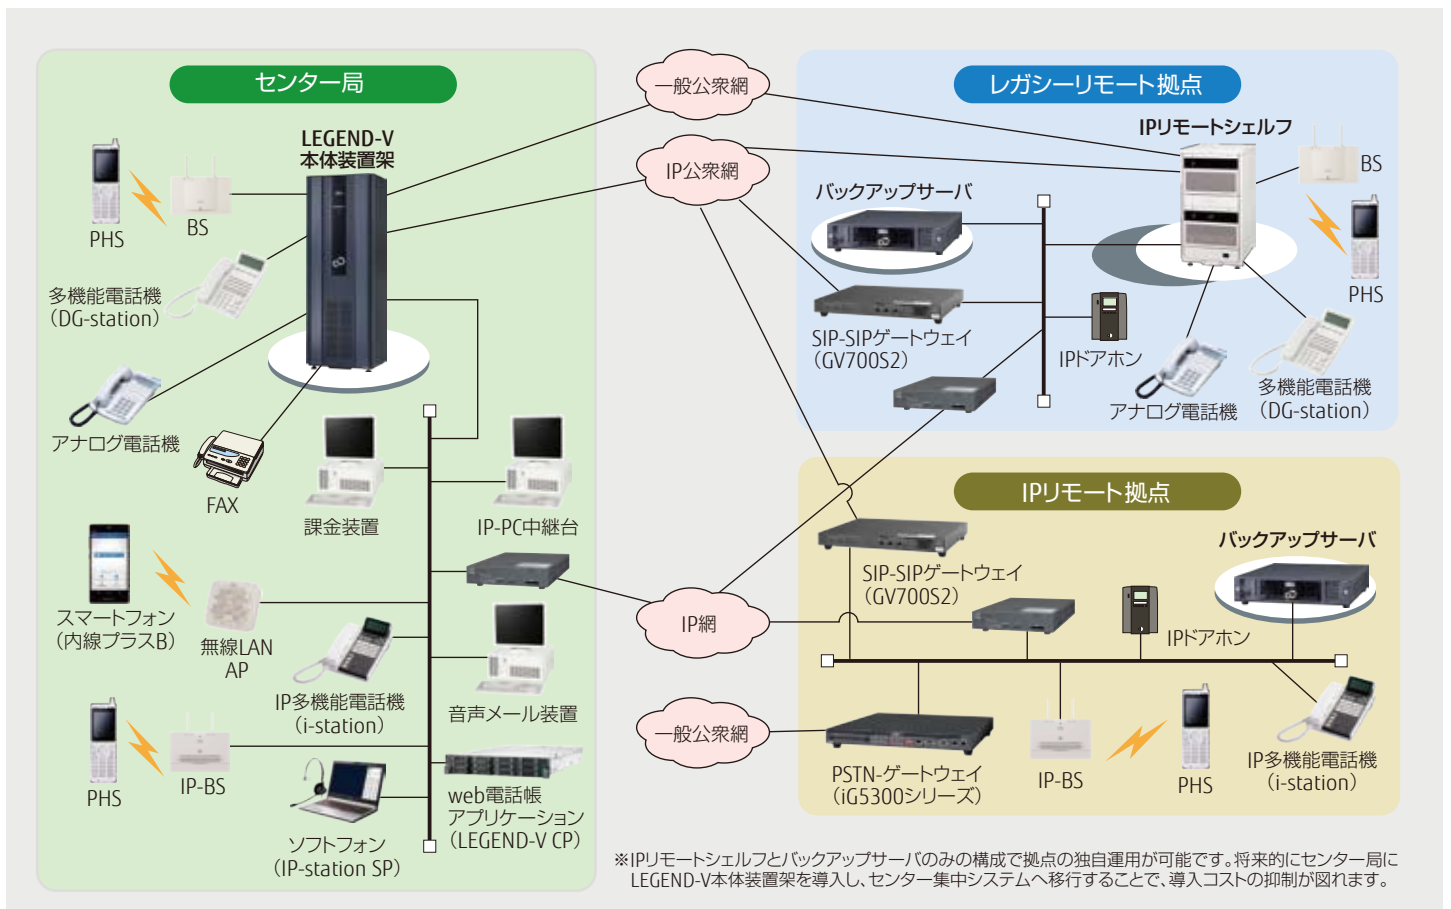 センター局
LEGEND-V
本体装置架
PHS
BS
多機能電話機
（DG-station）
アナログ電話機
FAX
課金装置
IP-PC中継台
スマートフォン
（内線プラスB）
無線LAN
AP
IP多機能電話機
（i-station）
音声メール装置
PHS
IP-BS
ソフトフォン
（IP-station SP）
web電話帳
アプリケーション
（LEGEND-V CP）
一般公衆網
IP公衆網
IP網
一般公衆網
レガシーリモート拠点
IPリモートシェルフ
バックアップサーバ
BS
PHS
SIP-SIPゲートウェイ
（GV700S2）
IPドアホン
アナログ電話機
多機能電話機
（DG-station）
IPリモート拠点
SIP-SIPゲートウェイ
（GV700S2）
バックアップサーバ
IPドアホン
PSTN-ゲートウェイ
（iG5300シリーズ）
IP-BS
PHS
IP多機能電話機
（i-station）
※IPリモートシェルフとバックアップサーバのみの構成で拠点の独自運用が可能です。将来的にセンター局に
LEGEND-V本体装置架を導入し、センター集中システムへ移行することで、導入コストの抑制が図れます。